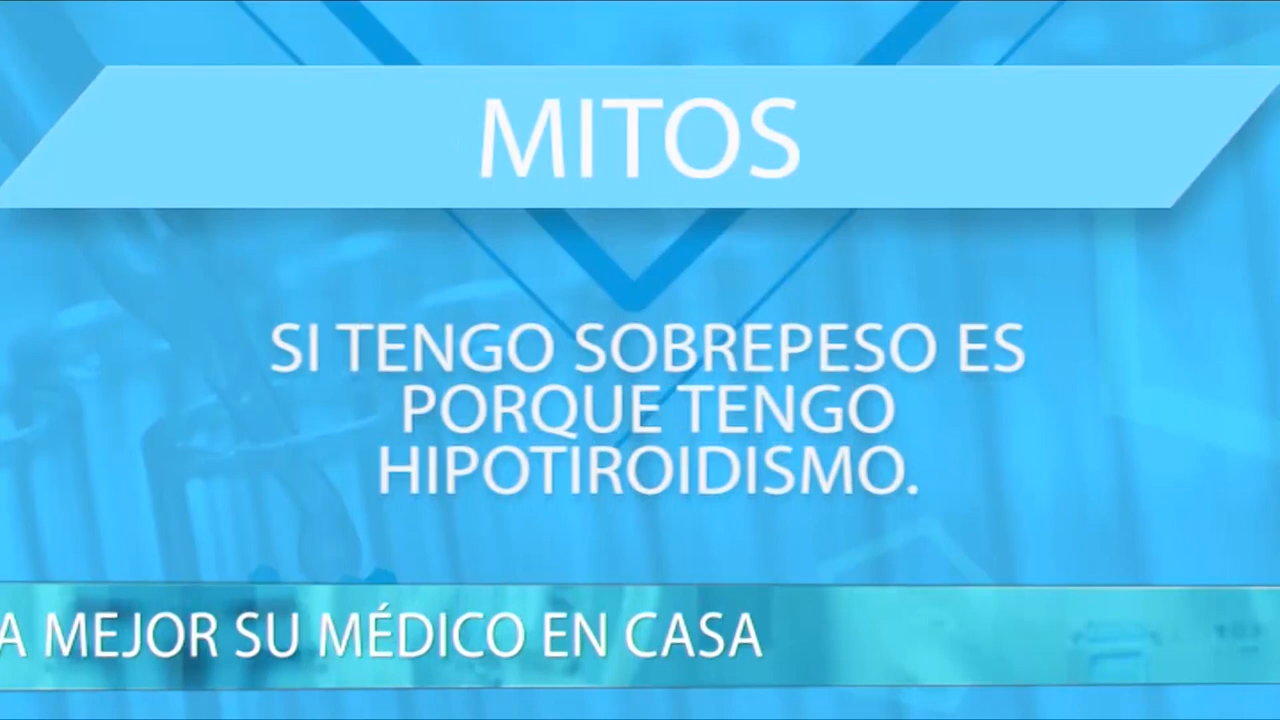 MITOS
SI TENGO SOBREPESO ES
PORQUE TENGO
HIPOTIROIDISMO.
A MEJOR SU MÉDICO EN CASA